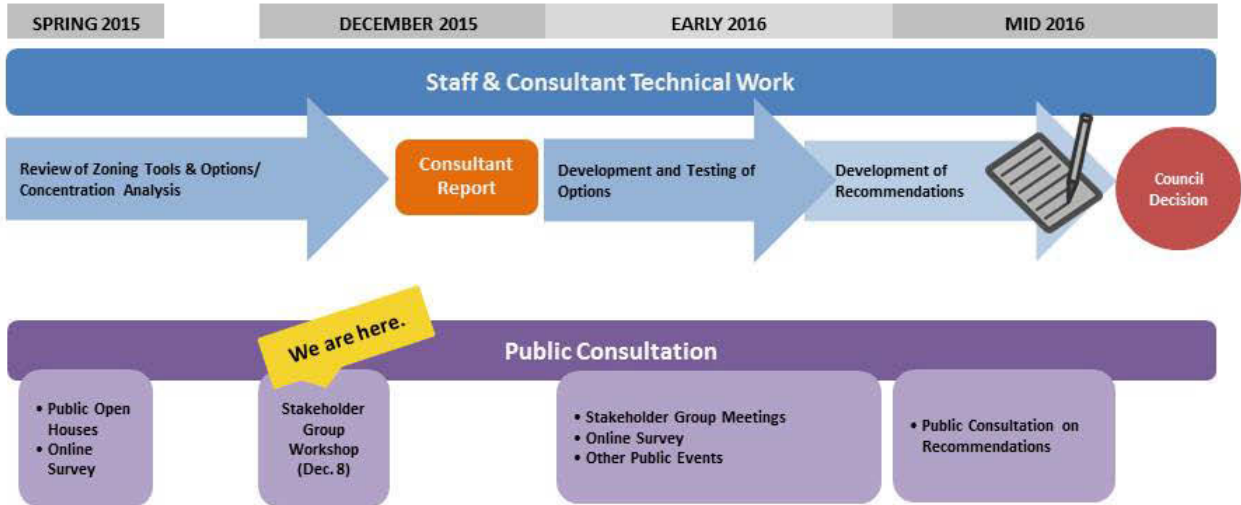 SPRING 2015
DECEMBER 2015
EARLY 2016
MID 2016
Staff & Consultant Technical Work
Review of Zoning Tools & Options/
Concentration Analysis
Consultant
Report
Development and Testing of
Options
Development of
Recommendations
Council
Decision
We are here.
Public Consultation
• Public Open
Houses
• Online
Survey
Stakeholder
Group
Workshop
(Dec. 8)
• Stakeholder Group Meetings
• Online Survey
• Other Public Events
• Public Consultation on
Recommendations